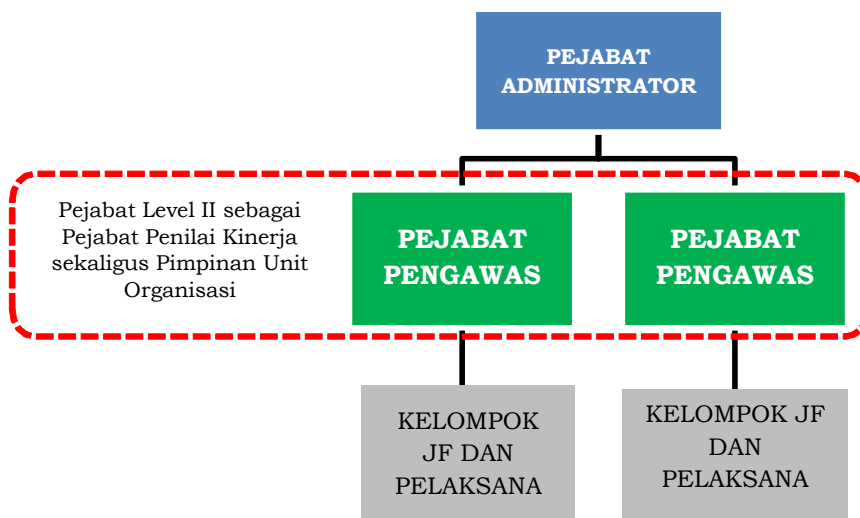 PEJABAT
ADMINISTRATOR
Pejabat Level II sebagai
Pejabat Penilai Kinerja
sekaligus Pimpinan Unit
Organisasi
PEJABAT
PENGAWAS
PEJABAT
PENGAWAS
KELOMPOK
JF DAN
PELAKSANA
KELOMPOK JF
DAN
PELAKSANA